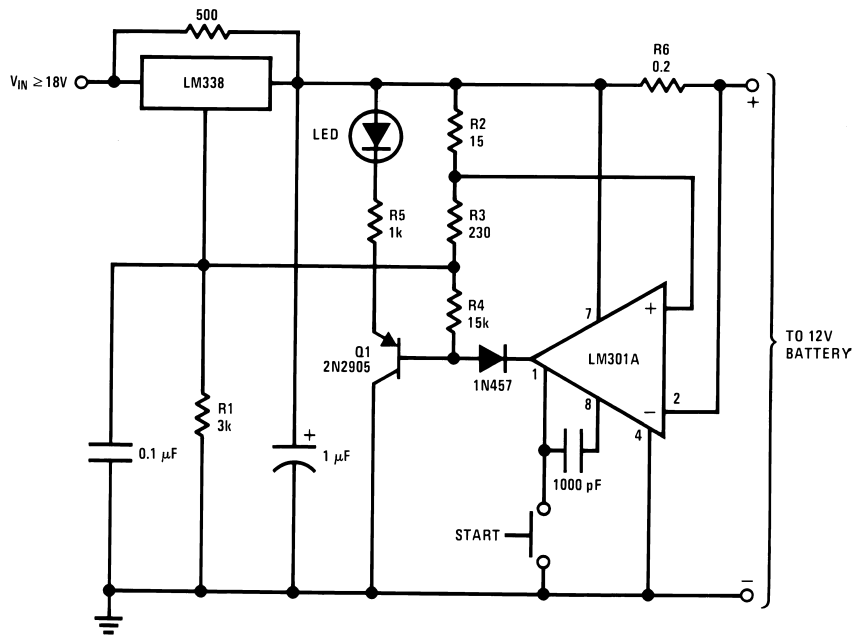 500
V_IN ≥ 18V
LM338
R6
0.2
+
LED
R2
15
R5
1k
R3
230
R4
15k
7
+
TO 12V
BATTERY
Q1
2N2905
1N457
LM301A
1
8
2
−
4
R1
3k
0.1 µF
+
1 µF
1000 pF
START
−